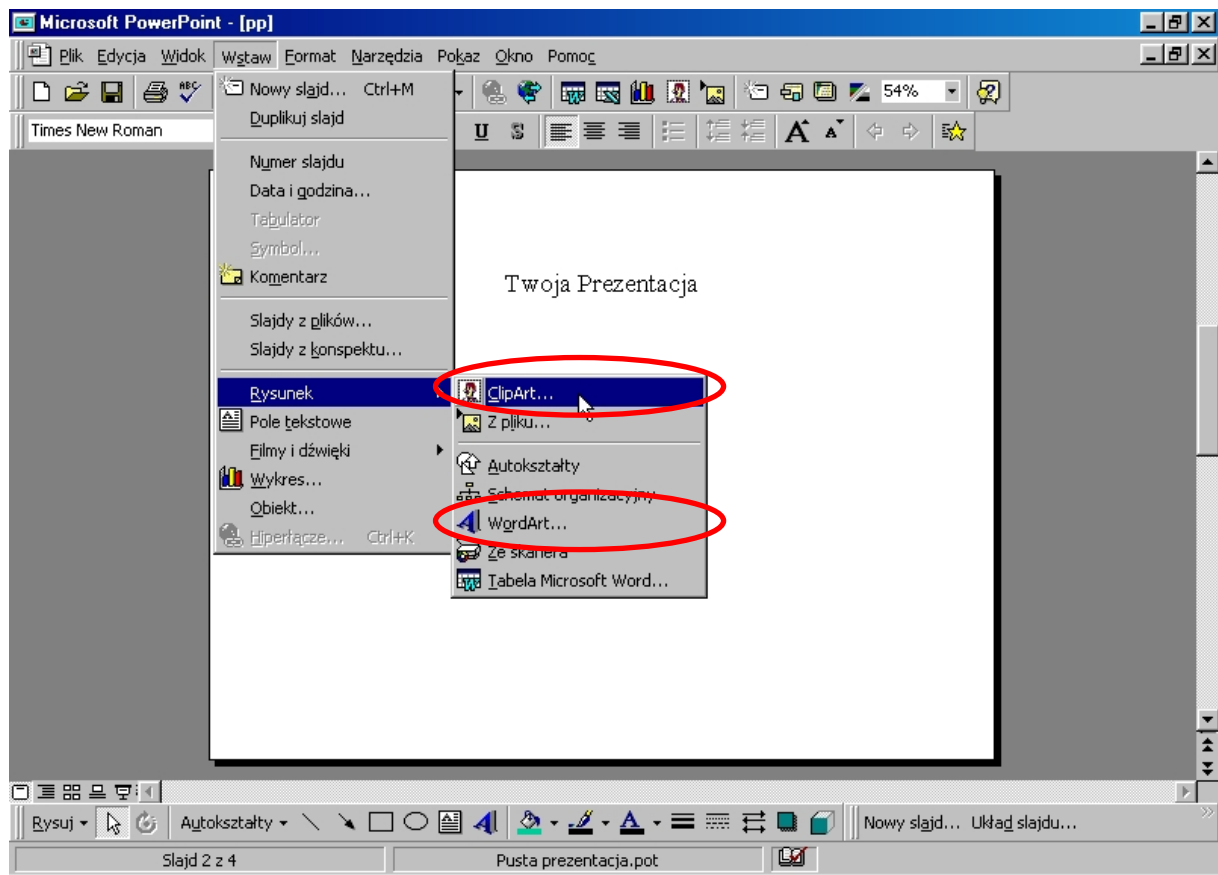 Microsoft PowerPoint - [pp]
Plik Edycja Widok Wstaw Format Narzędzia Pokaz Okno Pomoc
ABC
54%
Times New Roman
U S A A
Nowy slajd... Ctrl+M
Duplikuj slajd
Numer slajdu
Data i godzina...
Tabulator
Symbol...
Komentarz
Slajdy z plików...
Slajdy z konspektu...
Rysunek
Pole tekstowe
Filmy i dźwięki
Wykres...
Obiekt...
Hiperłącze... Ctrl+K
Twoja Prezentacja
ClipArt...
Z pliku...
Autokształty
Schemat organizacyjny
WordArt...
Ze skanera
Tabela Microsoft Word...
Rysuj Autokształty A Nowy slajd... Układ slajdu...
Slajd 2 z 4 Pusta prezentacja.pot